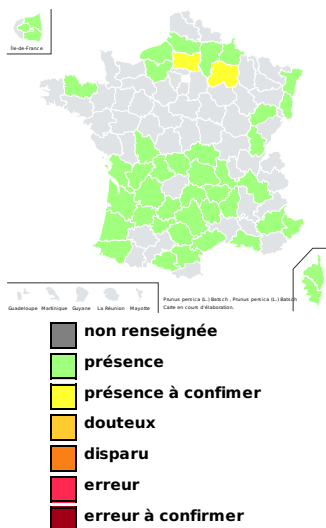 Île-de-France
Guadeloupe Martinique Guyane La Réunion Mayotte
Prunus persica (L.) Batsch , Prunus persica (L.) Batsch
Carte en cours d'élaboration.
non renseignée
présence
présence à confimer
douteux
disparu
erreur
erreur à confirmer